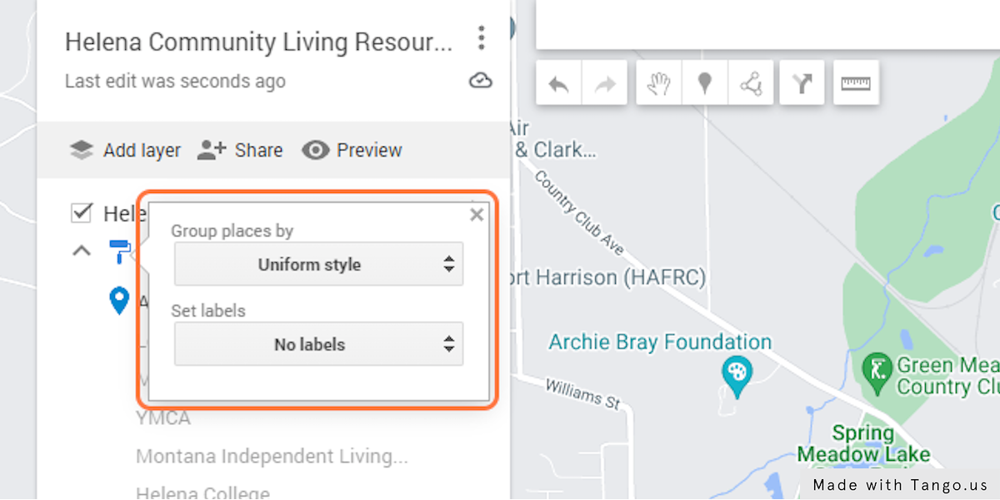 Helena Community Living Resour...
Last edit was seconds ago
Add layer
Share
Preview
Hele
Group places by
Uniform style
Set labels
No labels
A
YMCA
Montana Independent Living...
Helena College
Air
& Clark...
Country Club Ave
ort Harrison (HAFRC)
Archie Bray Foundation
Williams St
Green Mea
Country Clu
Spring
Meadow Lake
Made with Tango.us